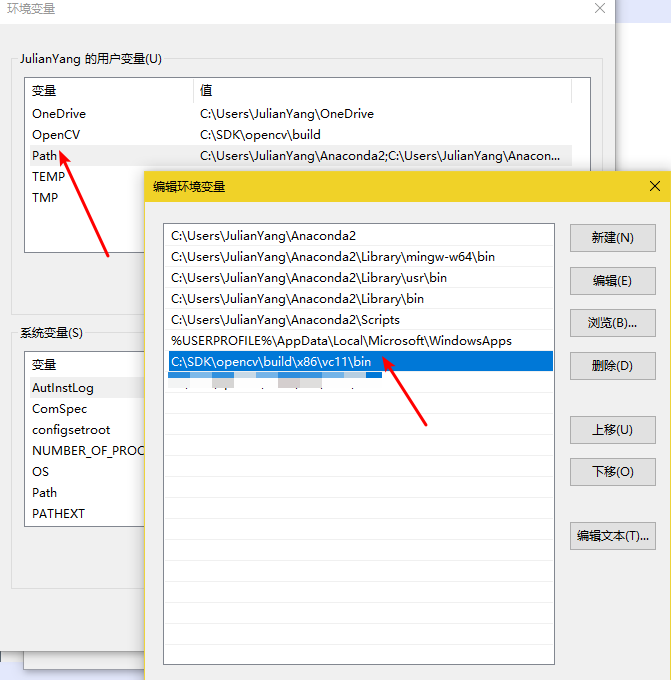 环境变量
JulianYang 的用户变量(U)
变量 值
OneDrive C:\Users\JulianYang\OneDrive
OpenCV C:\SDK\opencv\build
Path C:\Users\JulianYang\Anaconda2;C:\Users\JulianYang\Anacon...
TEMP
TMP
系统变量(S)
变量
AutInstLog
ComSpec
configsetroot
NUMBER_OF_PROC
OS
Path
PATHEXT
编辑环境变量
C:\Users\JulianYang\Anaconda2
C:\Users\JulianYang\Anaconda2\Library\mingw-w64\bin
C:\Users\JulianYang\Anaconda2\Library\usr\bin
C:\Users\JulianYang\Anaconda2\Library\bin
C:\Users\JulianYang\Anaconda2\Scripts
%USERPROFILE%\AppData\Local\Microsoft\WindowsApps
C:\SDK\opencv\build\x86\vc11\bin
新建(N)
编辑(E)
浏览(B)...
删除(D)
上移(U)
下移(O)
编辑文本(T)...